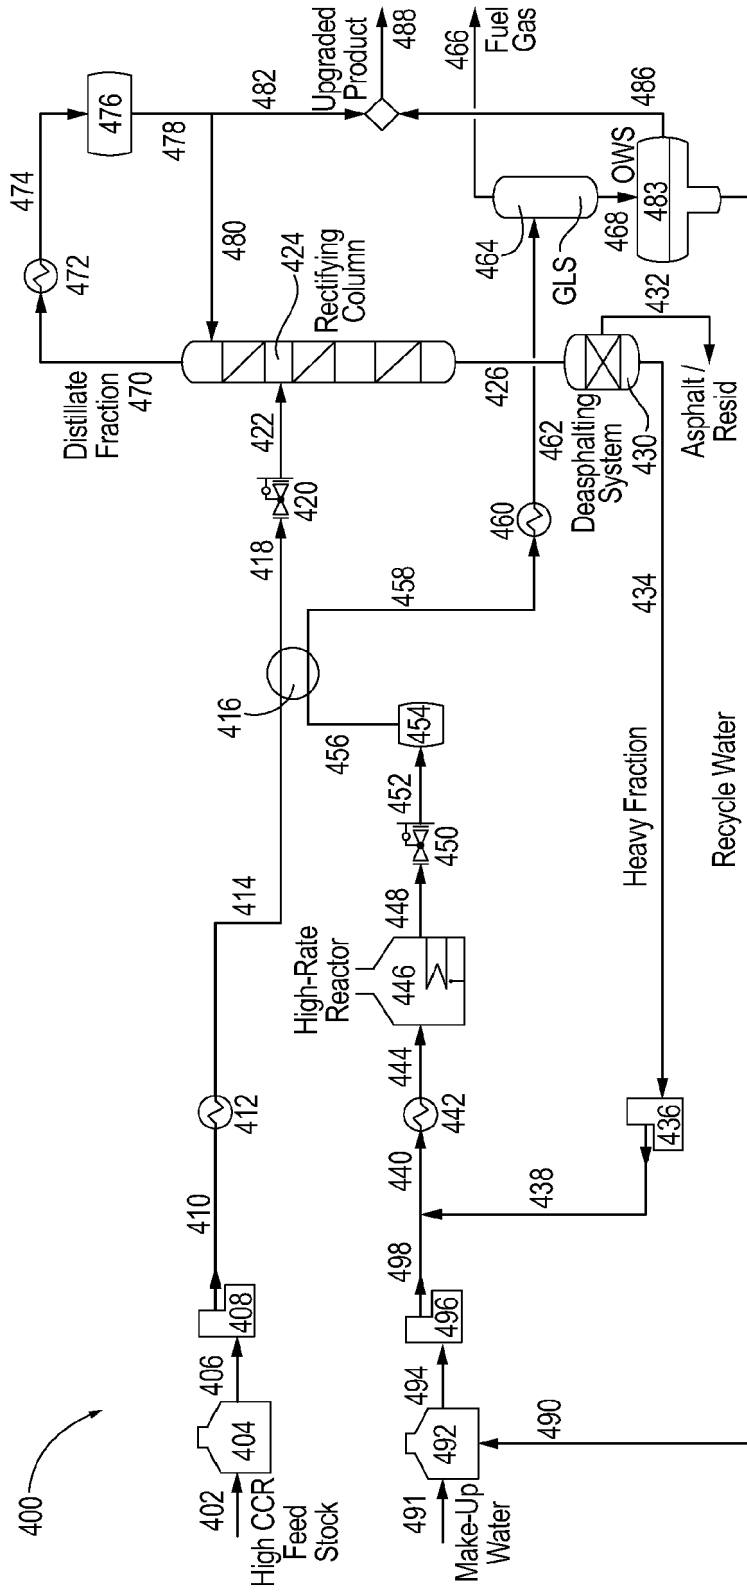 400
402
High CCR
Feed
Stock
404
406
408
410
412
414
416
418
420
422
424
Rectifying
Column
Distillate
Fraction
470
472
474
476
478
480
482
Upgraded
Product
488
466
Fuel
Gas
486
OWS
483
464
GLS
468
426
462
460
458
456
454
452
450
448
High-Rate
Reactor
446
444
442
440
438
498
496
494
492
491
Make-Up
Water
490
Deasphalting
System
430
432
Asphalt /
Resid
434
436
Heavy Fraction
Recycle Water